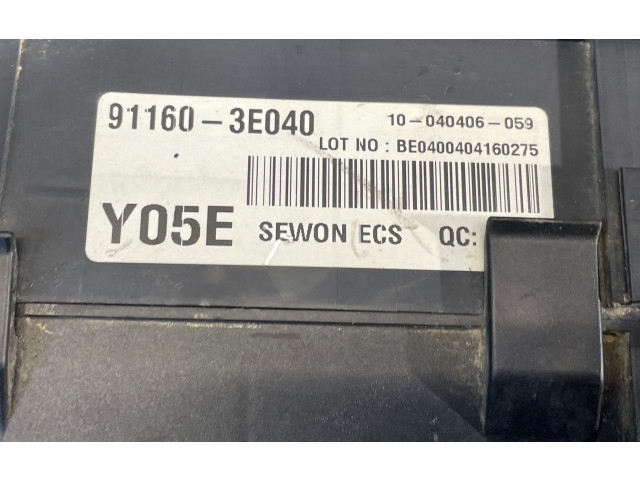 91160-3E040 10-040406-059
LOT NO : BE0400404160275
Y05E SEWON ECS QC: